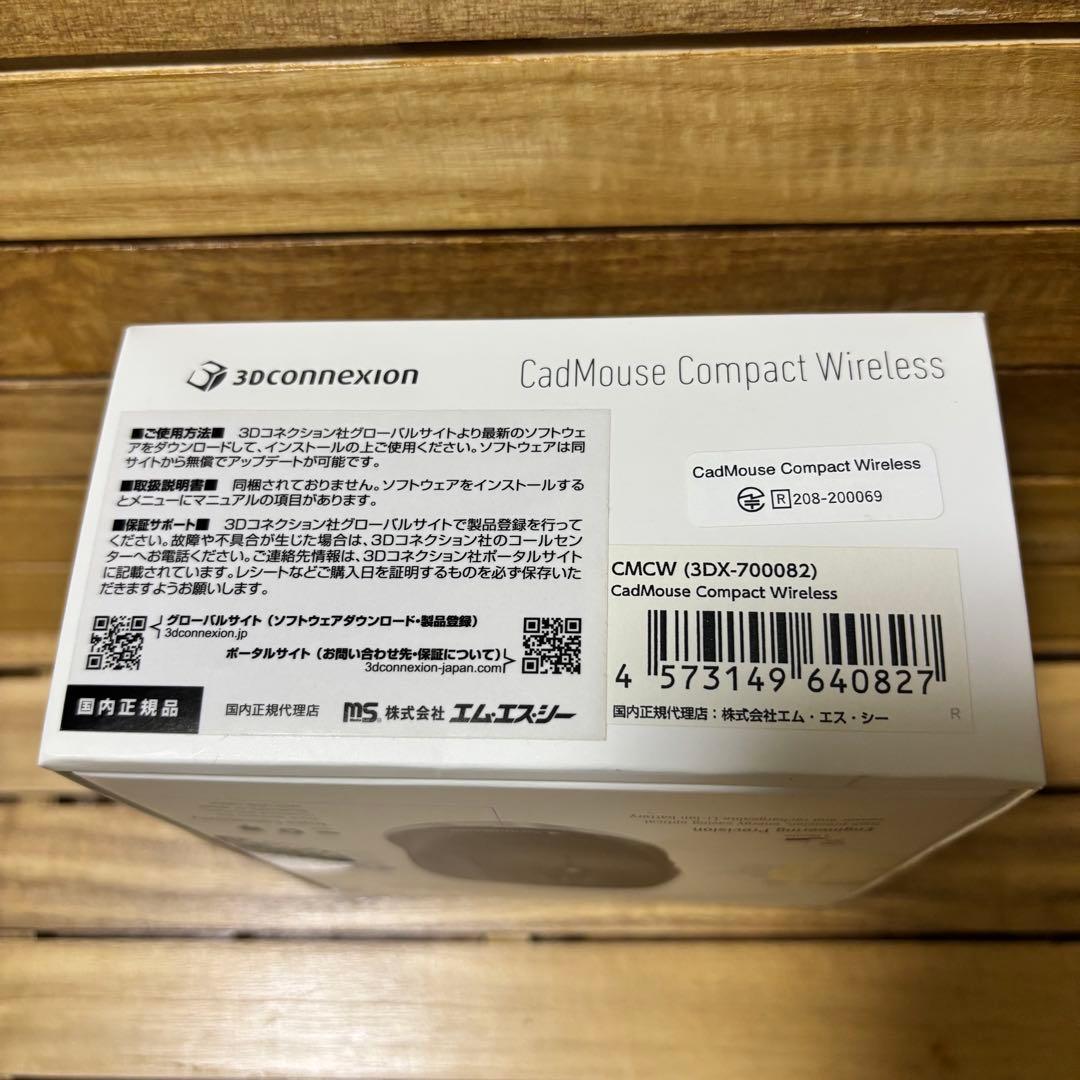 3Dconnexion
CadMouse Compact Wireless
■ご使用方法■ 3Dコネクション社グローバルサイトより最新のソフトウェ
アをダウンロードして、インストールの上ご使用ください。ソフトウェアは同
サイトから無償でアップデートが可能です。
■取扱説明書■ 同梱されておりません。ソフトウェアをインストールする
とメニューにマニュアルの項目があります。
■保証サポート■ 3Dコネクション社グローバルサイトで製品登録を行って
ください。故障や不具合が生じた場合は、3Dコネクション社のコールセン
ターへお電話ください。ご連絡先情報は、3Dコネクション社ポータルサイト
に記載されています。レシートなどご購入日を証明するものを必ず保存いた
だきますようお願いします。
グローバルサイト（ソフトウェアダウンロード・製品登録）
3dconnexion.jp
ポータルサイト（お問い合わせ先・保証について）
3dconnexion-japan.com
国内正規品
国内正規代理店 ms 株式会社 エム・エス・シー
CadMouse Compact Wireless
R 208-200069
CMCW (3DX-700082)
CadMouse Compact Wireless
4 573149 640827
国内正規代理店：株式会社エム・エス・シー R
Engineering Precision